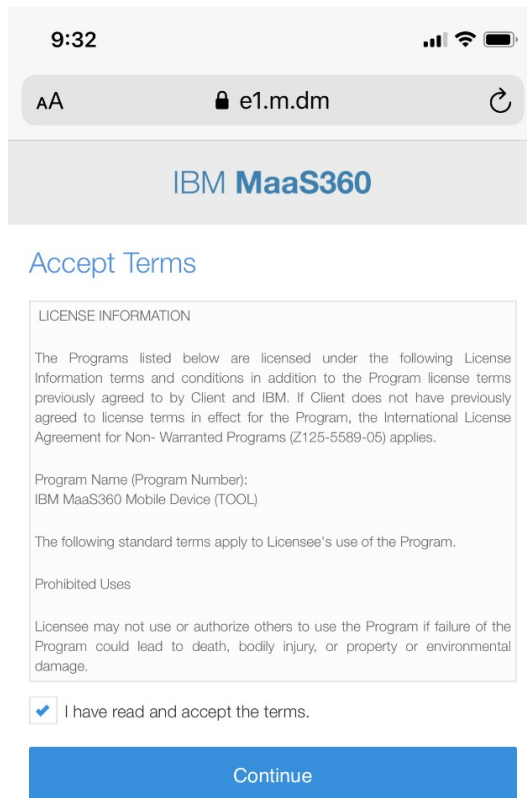 9:32
AA e1.m.dm
IBM MaaS360
Accept Terms
LICENSE INFORMATION
The Programs listed below are licensed under the following License
Information terms and conditions in addition to the Program license terms
previously agreed to by Client and IBM. If Client does not have previously
agreed to license terms in effect for the Program, the International License
Agreement for Non- Warranted Programs (Z125-5589-05) applies.
Program Name (Program Number):
IBM MaaS360 Mobile Device (TOOL)
The following standard terms apply to Licensee's use of the Program.
Prohibited Uses
Licensee may not use or authorize others to use the Program if failure of the
Program could lead to death, bodily injury, or property or environmental
damage.
I have read and accept the terms.
Continue